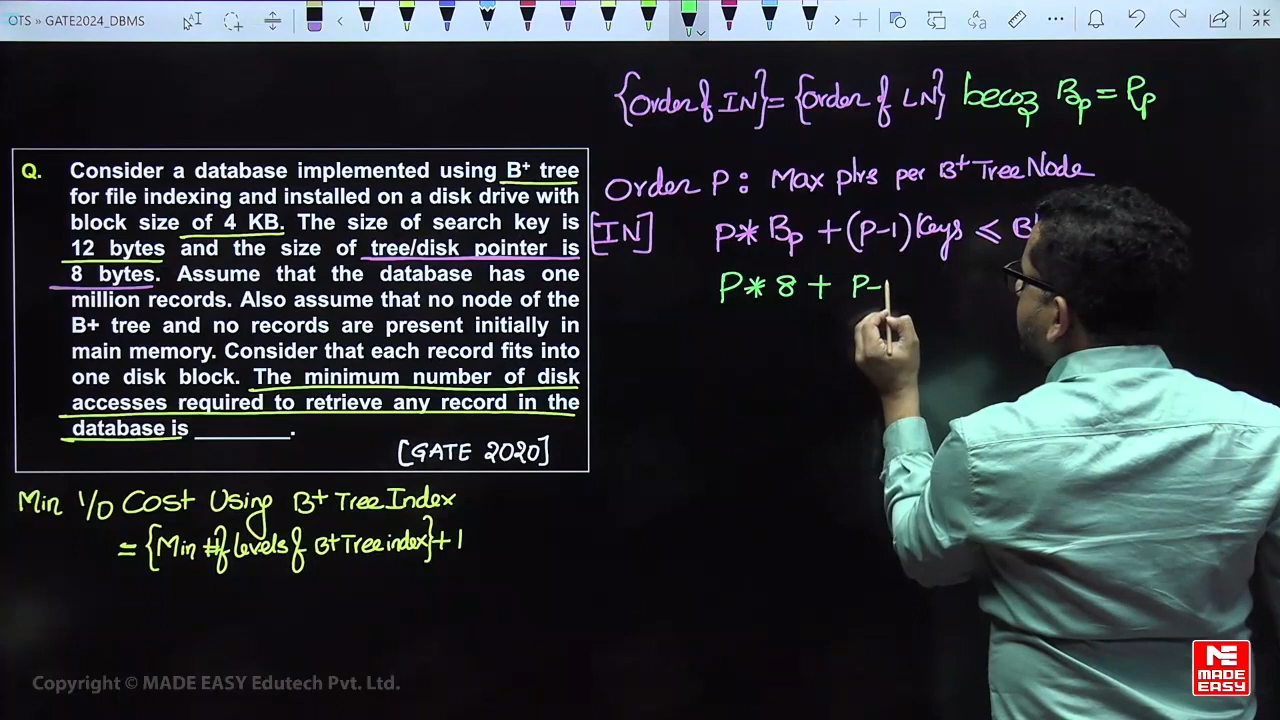 OTS » GATE2024_DBMS
{Order of IN} = {Order of LN} becoz Bp = Rp
Q. Consider a database implemented using B+ tree
for file indexing and installed on a disk drive with
block size of 4 KB. The size of search key is
12 bytes and the size of tree/disk pointer is
8 bytes. Assume that the database has one
million records. Also assume that no node of the
B+ tree and no records are present initially in
main memory. Consider that each record fits into
one disk block. The minimum number of disk
accesses required to retrieve any record in the
database is ________.
[GATE 2020]
Min I/O Cost Using B+ Tree Index
= {Min # of levels of B+ Tree index} + 1
Order P : Max ptrs per B+ Tree Node
[IN] P * Bp + (P-1) Keys ≤
P * 8 + P-
Copyright © MADE EASY Edutech Pvt. Ltd.
ME
MADE
EASY